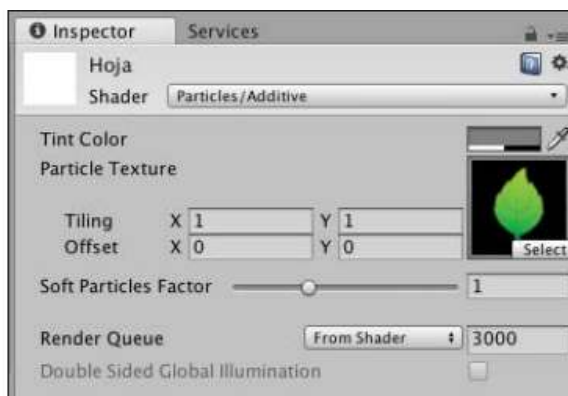 Inspector Services
Hoja
Shader Particles/Additive
Tint Color
Particle Texture
Tiling X 1 Y 1
Offset X 0 Y 0
Select
Soft Particles Factor 1
Render Queue From Shader 3000
Double Sided Global Illumination